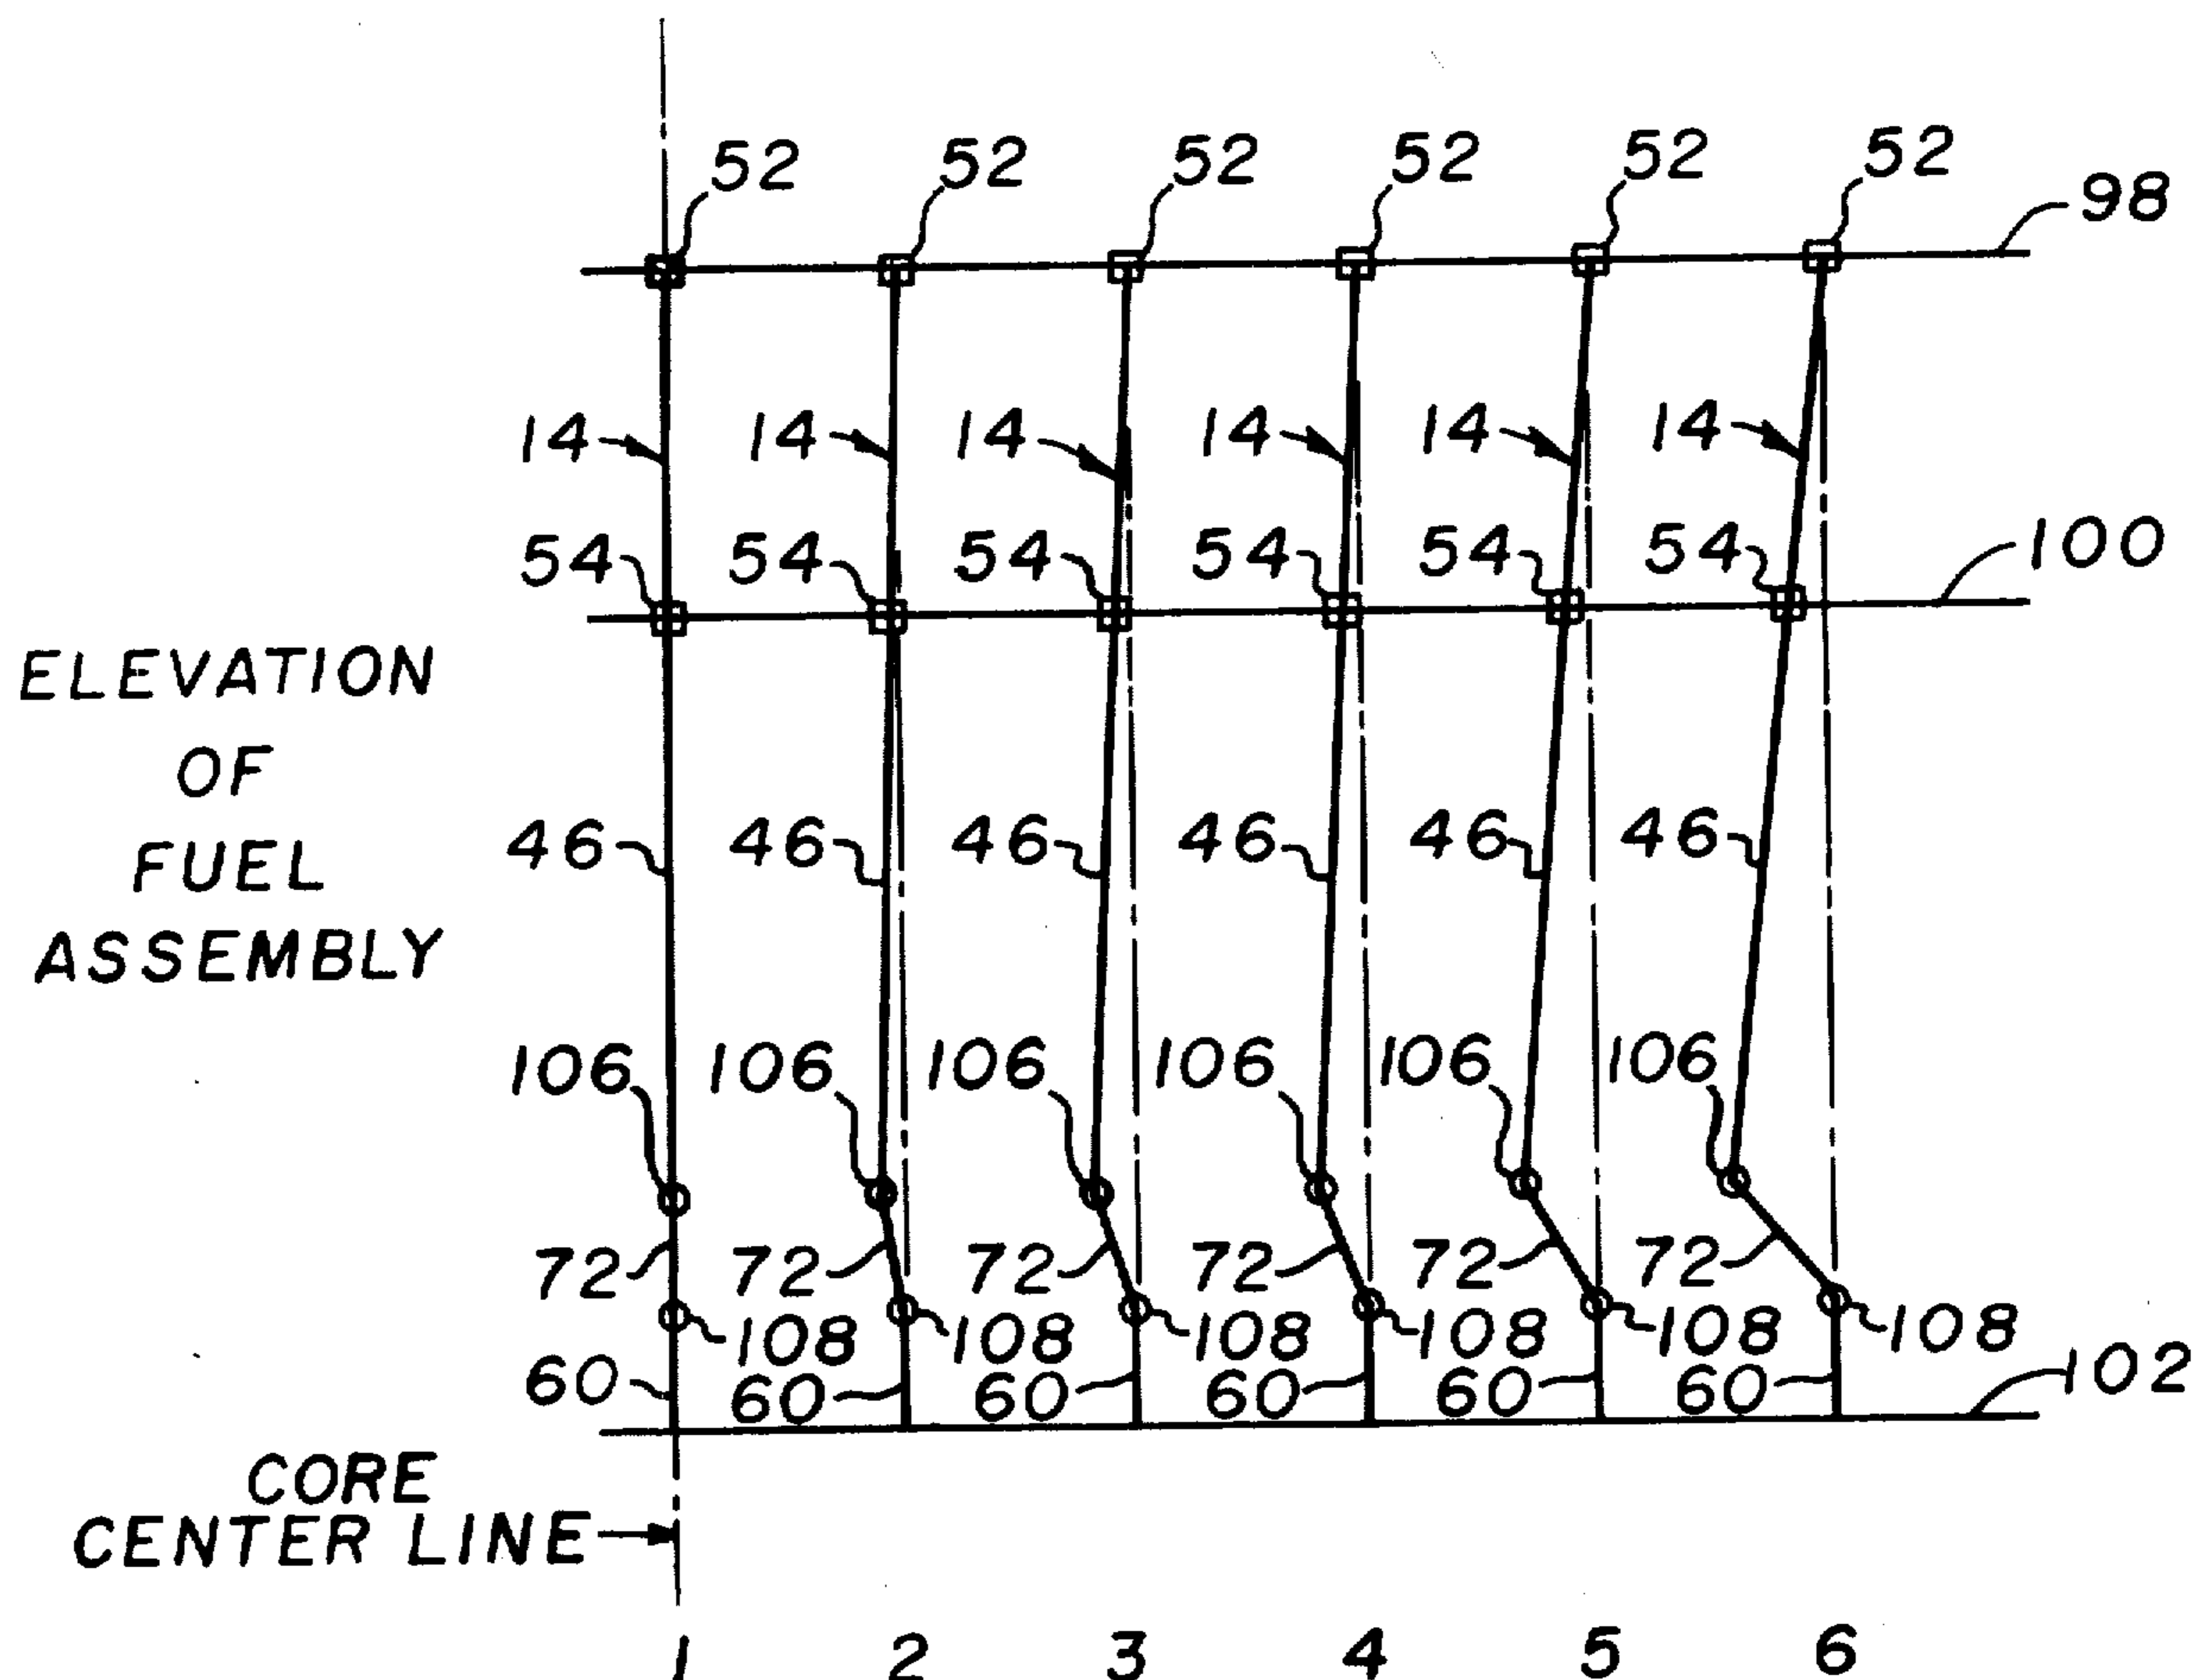 52 52 52 52 52 52
98
14 14 14 14 14 14
54 54 54 54 54 54
100
ELEVATION
OF
FUEL
ASSEMBLY
46 46 46 46 46 46
106 106 106 106 106 106
72 72 72 72 72 72
108 108 108 108 108 108
60 60 60 60 60 60
102
CORE
CENTER LINE
1 2 3 4 5 6